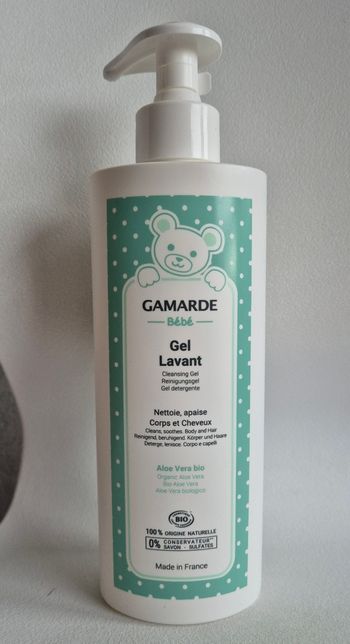 GAMARDE
Bébé
Gel
Lavant
Cleansing Gel
Reinigungsgel
Gel detergente
Nettoie, apaise
Corps et Cheveux
Cleans, soothes. Body and Hair
Reinigend, beruhigend. Körper und Haare
Deterge, lenisce. Corpo e capelli
Aloe Vera bio
Organic Aloe Vera
Bio Aloe Vera
Aloe Vera biologico
BIO
100% ORIGINE NATURELLE
0% CONSERVATEUR
SAVON - SULFATES
Made in France